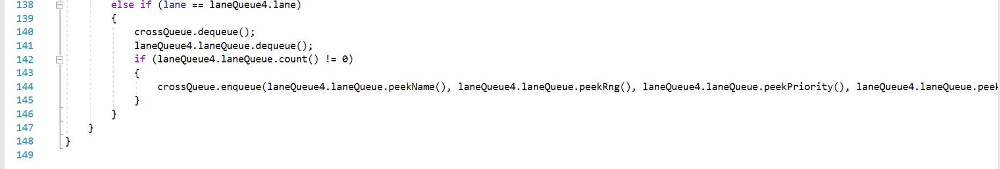 138 else if (lane == laneQueue4.lane)
139 {
140 crossQueue.dequeue();
141 laneQueue4.laneQueue.dequeue();
142 if (laneQueue4.laneQueue.count() != 0)
143 {
144 crossQueue.enqueue(laneQueue4.laneQueue.peekName(), laneQueue4.laneQueue.peekRng(), laneQueue4.laneQueue.peekPriority(), laneQueue4.laneQueue.peek
145 }
146 }
147 }
148 }
149